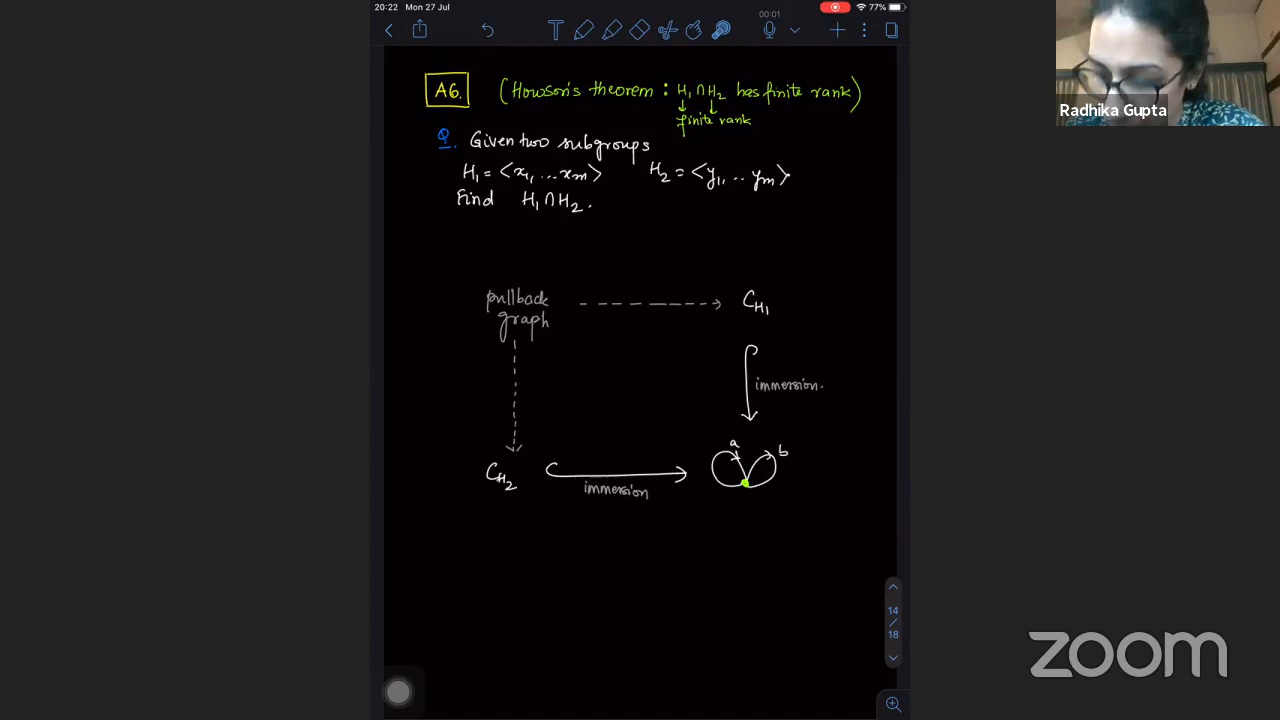 20:22 Mon 27 Jul
77%
00:01
T
A6. (Howson's theorem : H₁ ∩ H₂ has finite rank)
finite rank
Q. Given two subgroups
H₁ = <x₁, ... xₘ> H₂ = <y₁, .. yₘ>
Find H₁ ∩ H₂.
pullback
graph
C_H₁
immersion.
a
b
C_H₂
immersion
14
/
18
Radhika Gupta
zoom